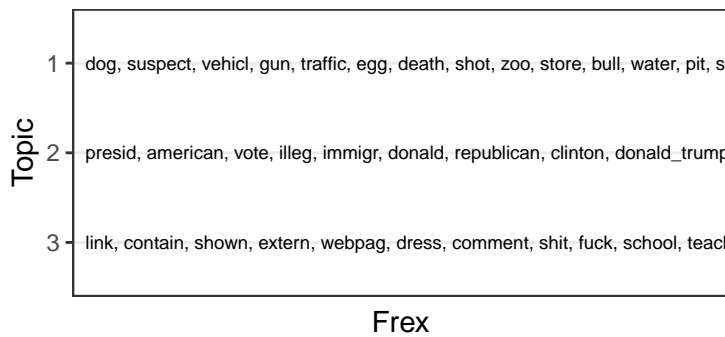 1 dog, suspect, vehicl, gun, traffic, egg, death, shot, zoo, store, bull, water, pit,
Topic
2 presid, american, vote, illeg, immigr, donald, republican, clinton, donald_trump
3 link, contain, shown, extern, webpag, dress, comment, shit, fuck, school,
Frex